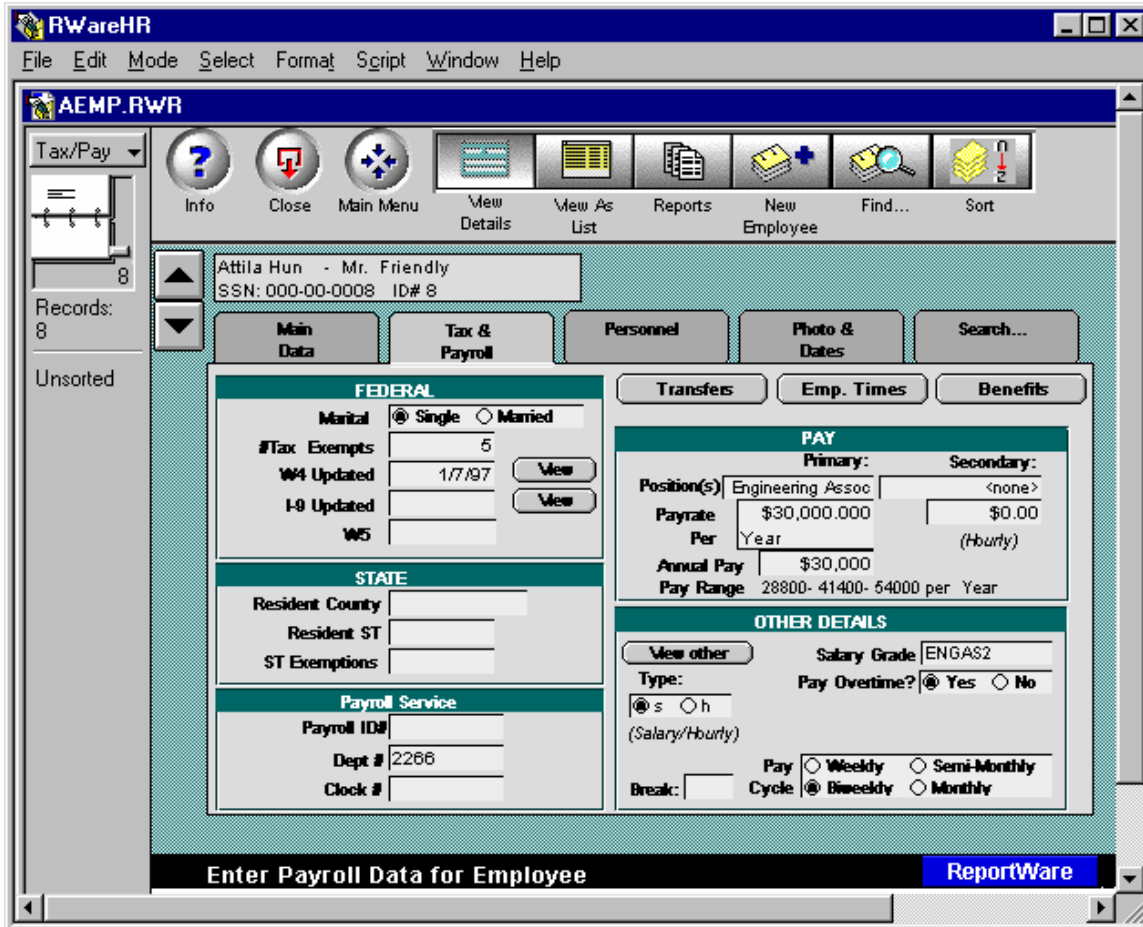 RWareHR
File Edit Mode Select Format Script Window Help
AEMP.RWR
Tax/Pay
8
Records:
8
Unsorted
Info
Close
Main Menu
View
Details
View As
List
Reports
New
Employee
Find...
Sort
Attila Hun - Mr. Friendly
SSN: 000-00-0008 ID# 8
Main
Data
Tax &
Payroll
Personnel
Photo &
Dates
Search...
FEDERAL
Marital Single Married
#Tax Exempts 5
W4 Updated 1/7/97 View
I-9 Updated View
W5
STATE
Resident County
Resident ST
ST Exemptions
Payroll Service
Payroll ID#
Dept # 2266
Clock #
Transfers Emp. Times Benefits
PAY
Primary: Secondary:
Position(s) Engineering Assoc <none>
Payrate $30,000.000 $0.00
Per Year (Hourly)
Annual Pay $30,000
Pay Range 28800- 41400- 54000 per Year
OTHER DETAILS
View other Salary Grade ENGAS2
Type: Pay Overtime? Yes No
s h
(Salary/Hourly)
Pay Weekly Semi-Monthly
Break: Cycle Biweekly Monthly
Enter Payroll Data for Employee ReportWare